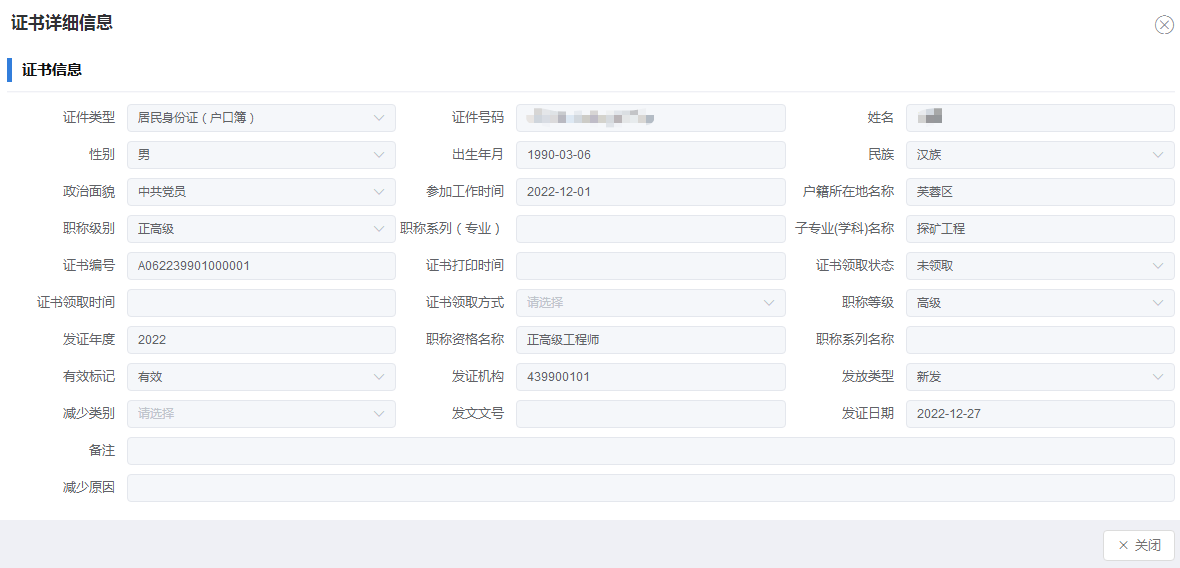 证书详细信息
证书信息
证件类型 居民身份证（户口簿） 证件号码 姓名
性别 男 出生年月 1990-03-06 民族 汉族
政治面貌 中共党员 参加工作时间 2022-12-01 户籍所在地名称 芙蓉区
职称级别 正高级 职称系列（专业） 子专业(学科)名称 探矿工程
证书编号 A062239901000001 证书打印时间 证书领取状态 未领取
证书领取时间 证书领取方式 请选择 职称等级 高级
发证年度 2022 职称资格名称 正高级工程师 职称系列名称
有效标记 有效 发证机构 439900101 发放类型 新发
减少类别 请选择 发文文号 发证日期 2022-12-27
备注
减少原因
× 关闭